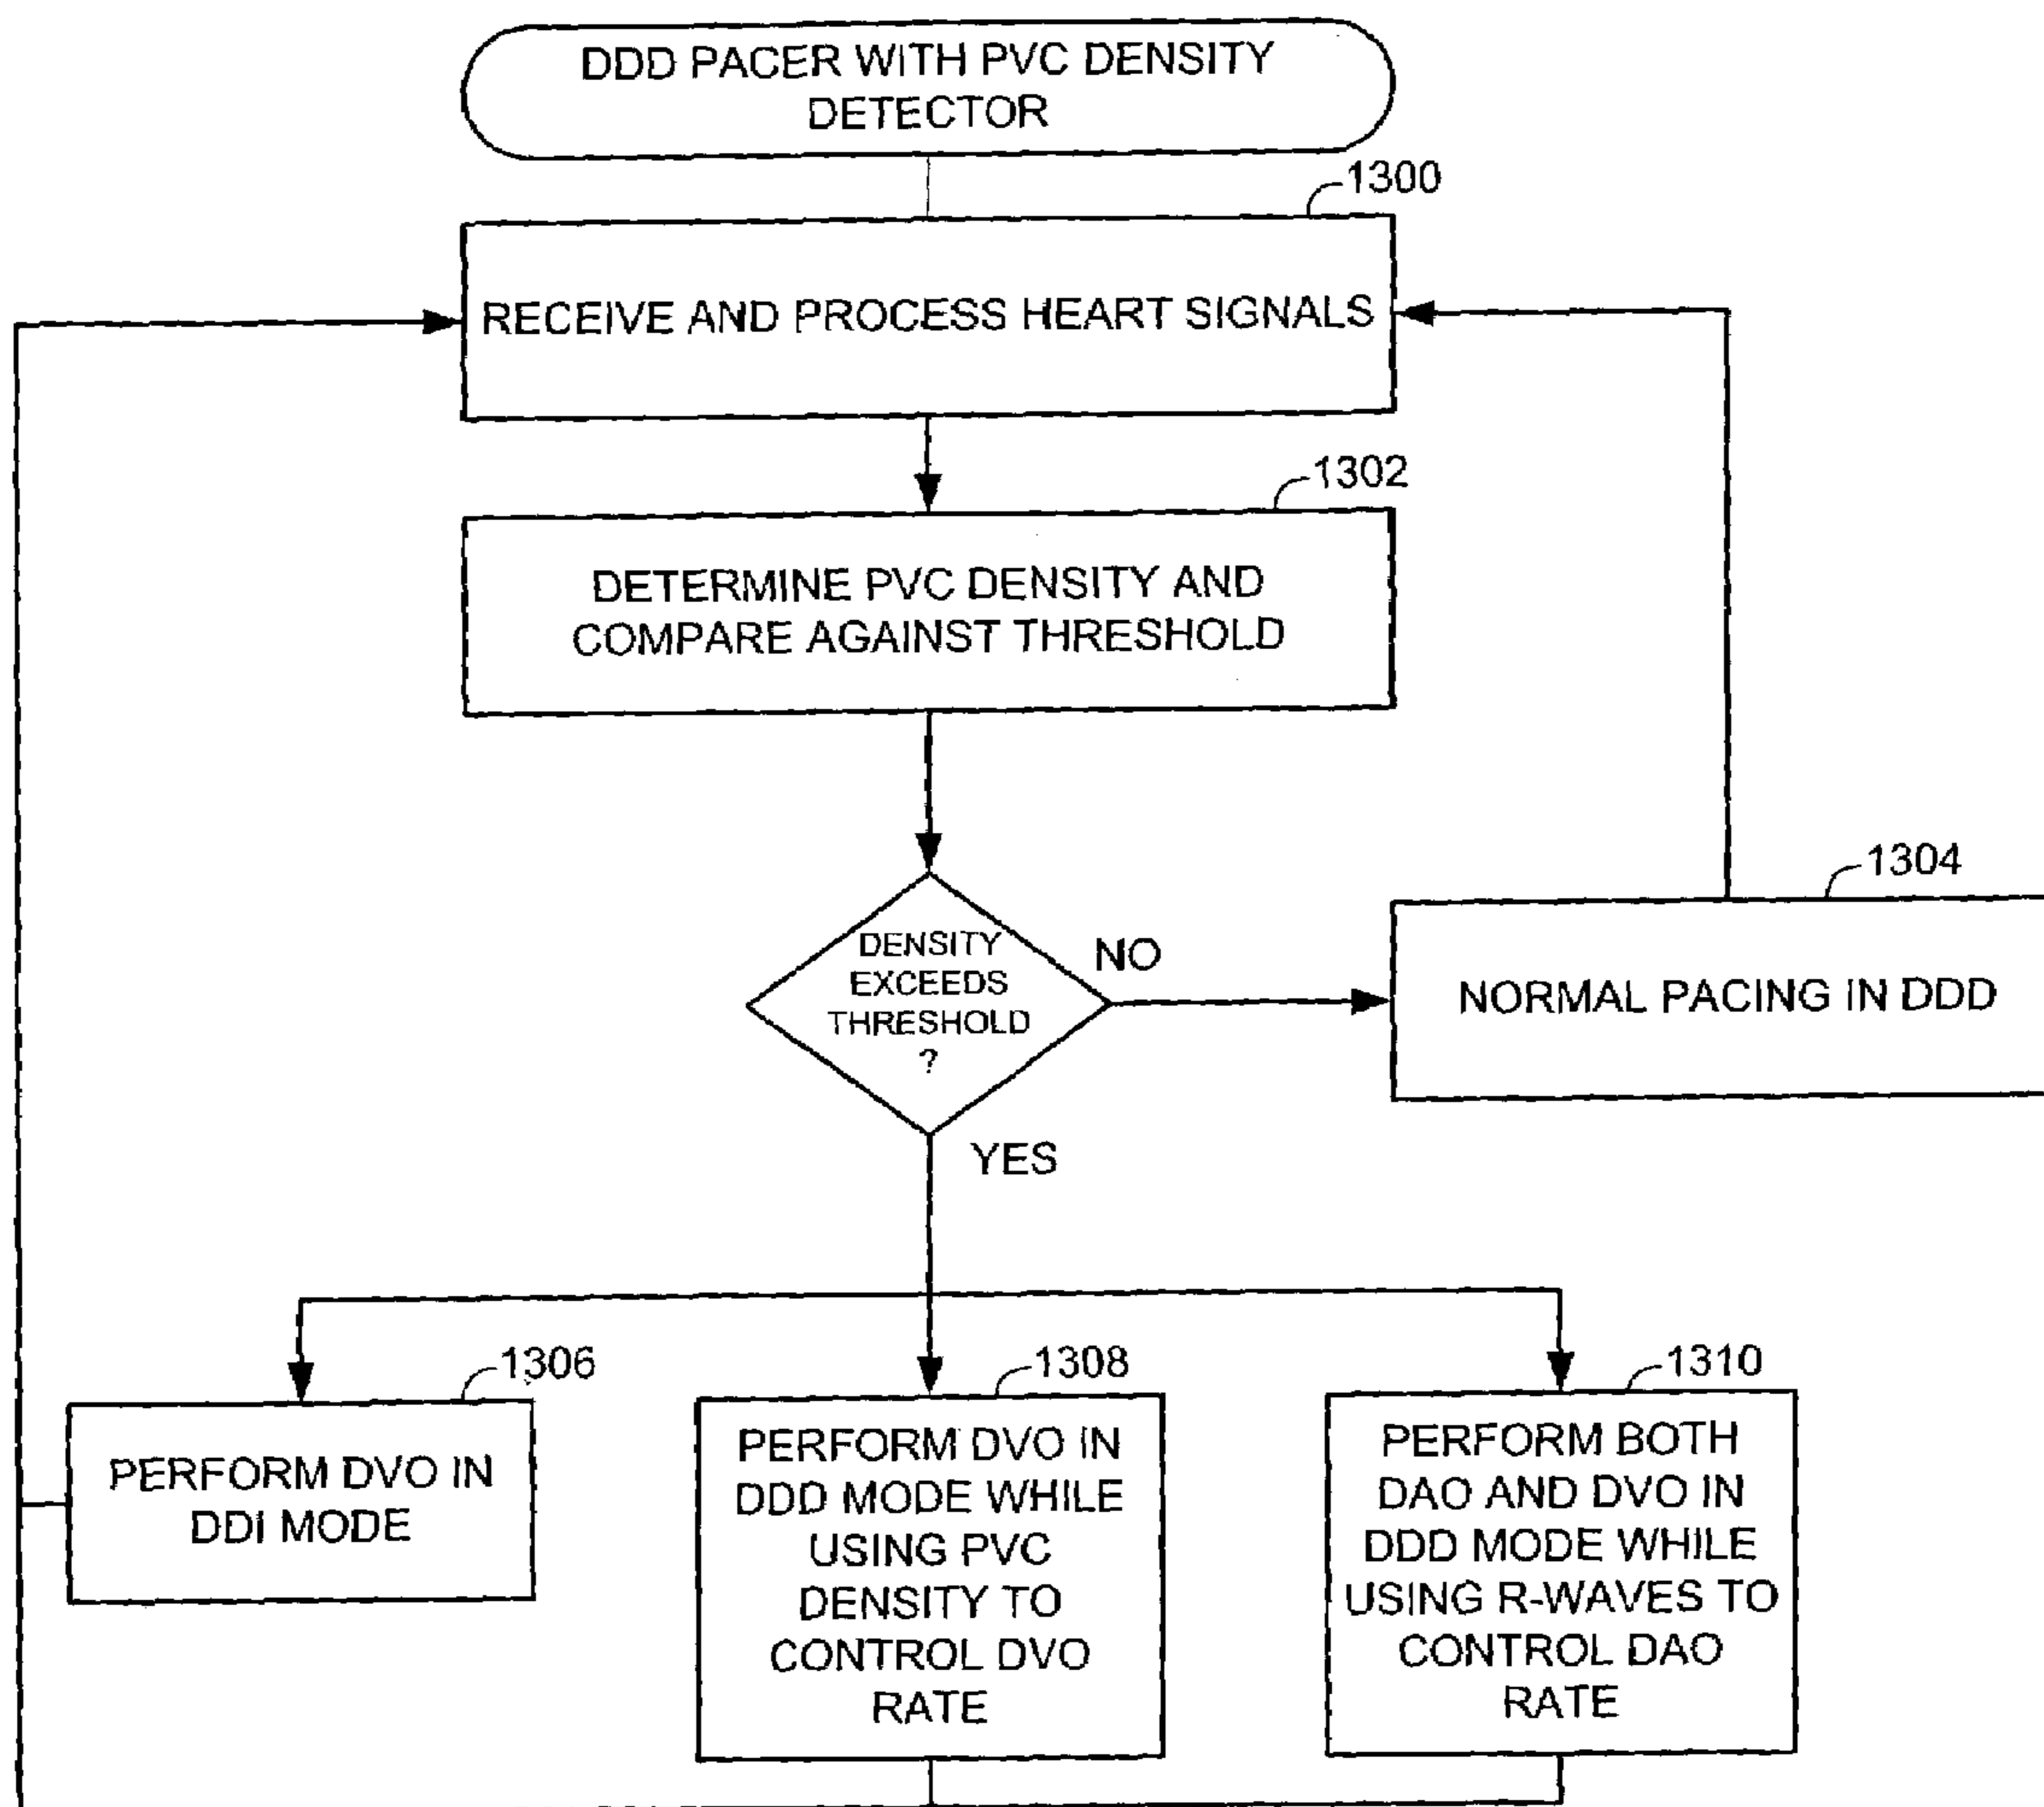 DDD PACER WITH PVC DENSITY
DETECTOR
1300
RECEIVE AND PROCESS HEART SIGNALS
1302
DETERMINE PVC DENSITY AND
COMPARE AGAINST THRESHOLD
1304
DENSITY
EXCEEDS
THRESHOLD
?
NO
NORMAL PACING IN DDD
YES
1306
PERFORM DVO IN
DDI MODE
1308
PERFORM DVO IN
DDD MODE WHILE
USING PVC
DENSITY TO
CONTROL DVO
RATE
1310
PERFORM BOTH
DAO AND DVO IN
DDD MODE WHILE
USING R-WAVES TO
CONTROL DAO
RATE